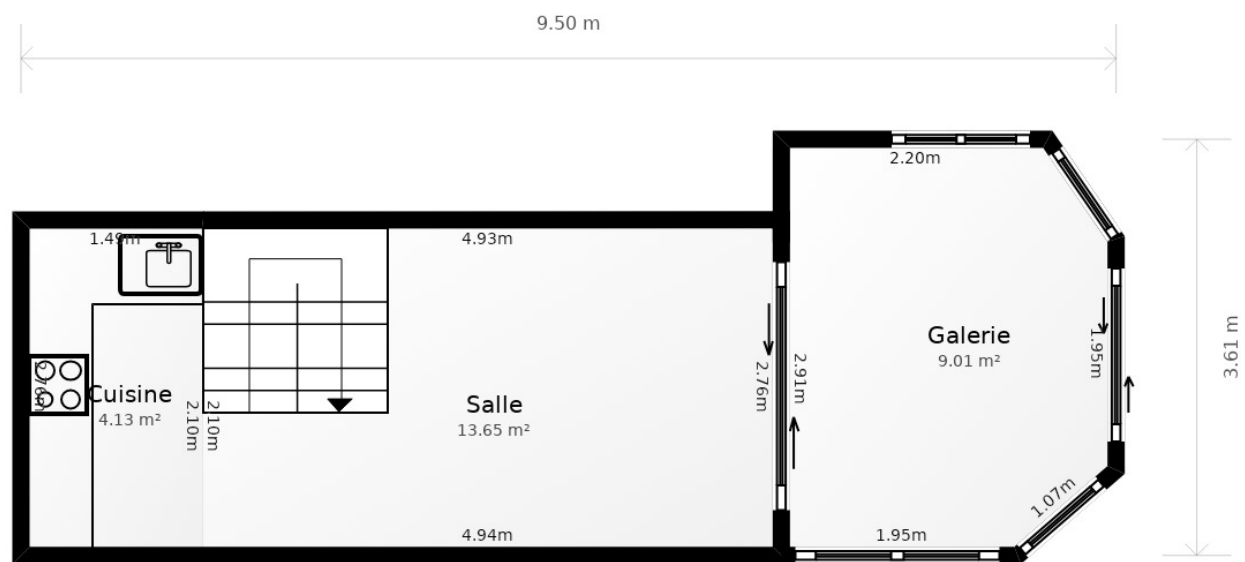 9.50 m
2.20m
1.49m
4.93m
3.61 m
Galerie
9.01 m²
1.95m
2.91m
2.76m
2.76m
Cuisine
4.13 m²
2.10m
2.10m
Salle
13.65 m²
1.07m
4.94m
1.95m